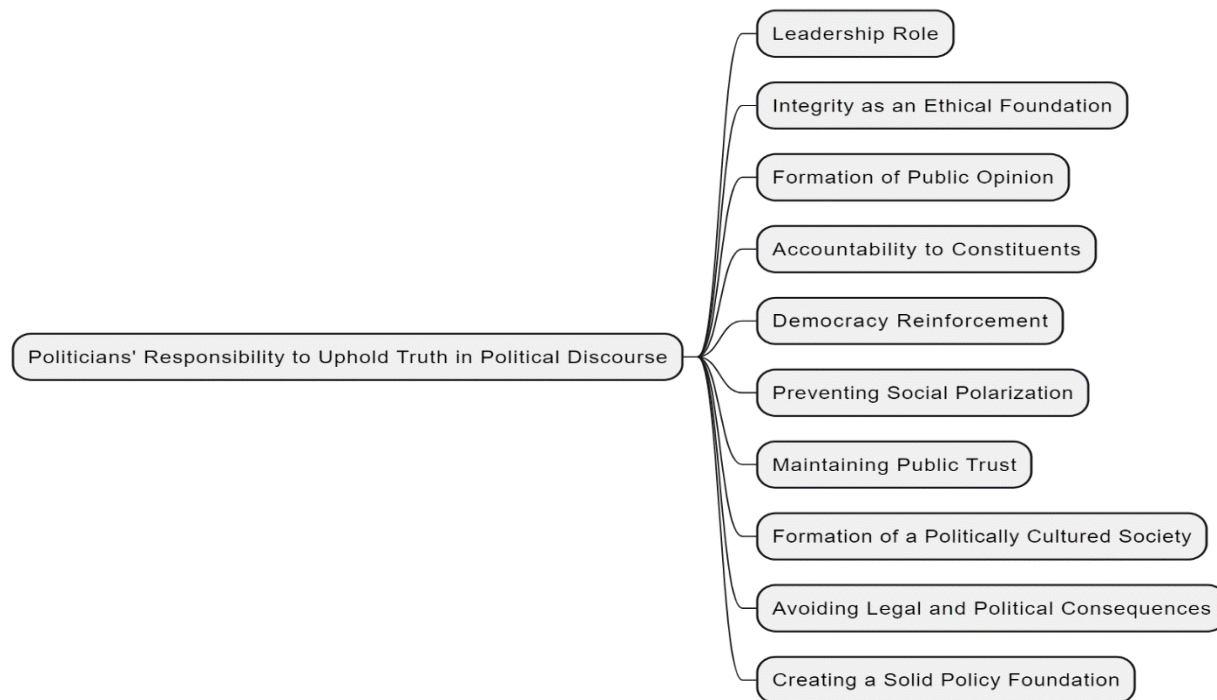 Leadership Role
Integrity as an Ethical Foundation
Formation of Public Opinion
Accountability to Constituents
Democracy Reinforcement
Politicians' Responsibility to Uphold Truth in Political Discourse
Preventing Social Polarization
Maintaining Public Trust
Formation of a Politically Cultured Society
Avoiding Legal and Political Consequences
Creating a Solid Policy Foundation